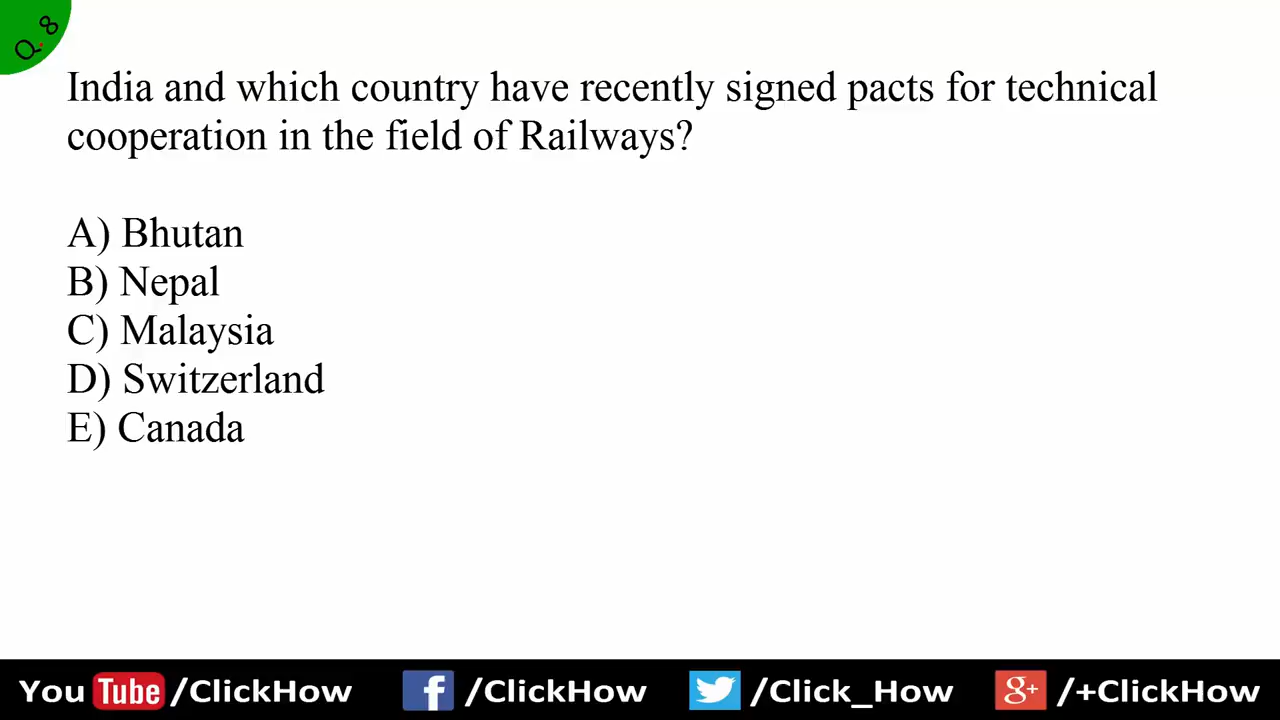 Q.8
India and which country have recently signed pacts for technical
cooperation in the field of Railways?
A) Bhutan
B) Nepal
C) Malaysia
D) Switzerland
E) Canada
You Tube /ClickHow f /ClickHow /Click_How g+ /+ClickHow